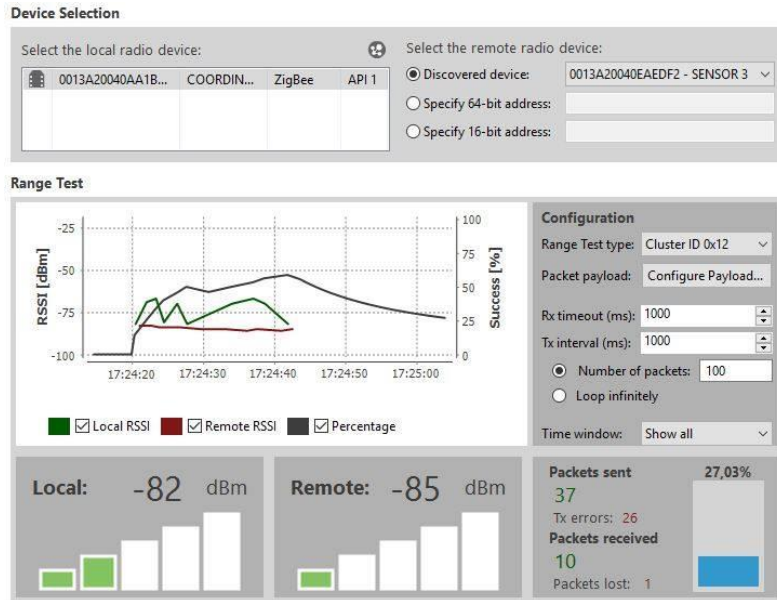 Device Selection
Select the local radio device:
0013A20040AA1B... COORDIN... ZigBee API 1
Select the remote radio device:
Discovered device: 0013A20040EAEDF2 - SENSOR 3
Specify 64-bit address:
Specify 16-bit address:
Range Test
RSSI [dBm]
-25
-50
-75
-100
100
75
50
25
0
Success [%]
17:24:20 17:24:30 17:24:40 17:24:50 17:25:00
Local RSSI Remote RSSI Percentage
Configuration
Range Test type: Cluster ID 0x12
Packet payload: Configure Payload...
Rx timeout (ms): 1000
Tx interval (ms): 1000
Number of packets: 100
Loop infinitely
Time window: Show all
Local: -82 dBm
Remote: -85 dBm
Packets sent
37
Tx errors: 26
Packets received
10
Packets lost: 1
27,03%